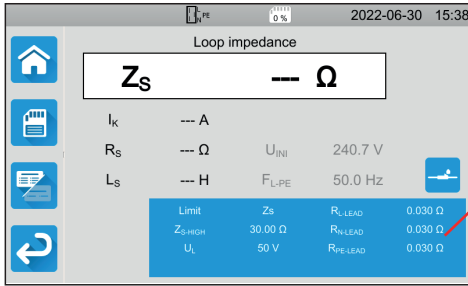 L PE N 0 % 2022-06-30 15:38
Loop impedance
ZS --- Ω
IK --- A
RS --- Ω UINI 240.7 V
LS --- H FL-PE 50.0 Hz
Limit Zs RL-LEAD 0.030 Ω
ZS-HIGH 30.00 Ω RN-LEAD 0.030 Ω
UL 50 V RPE-LEAD 0.030 Ω